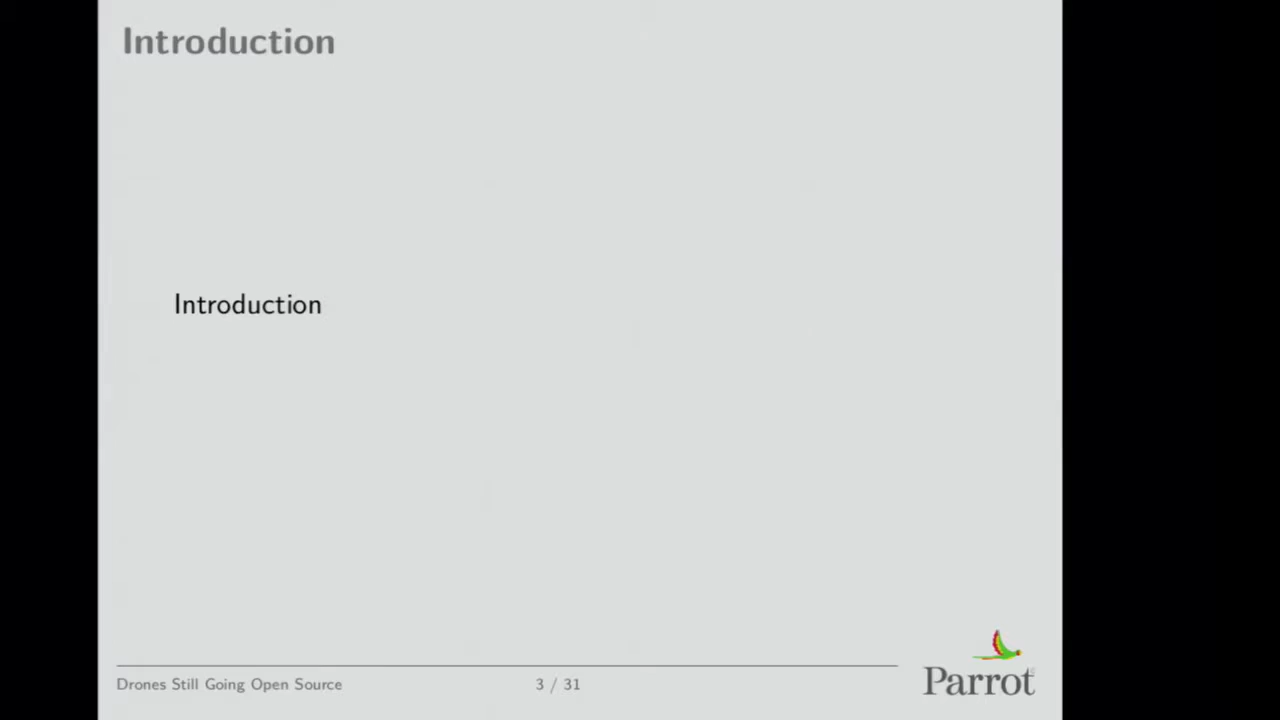 Introduction
Introduction
Drones Still Going Open Source
3 / 31
Parrot